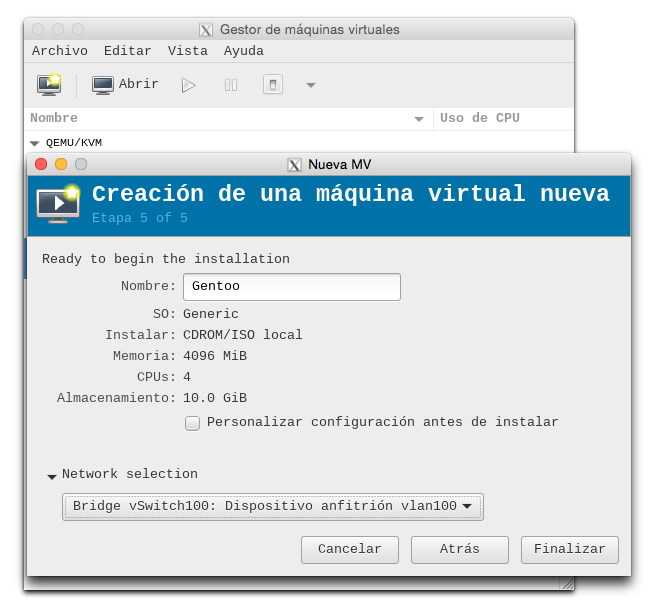 Gestor de máquinas virtuales
Archivo Editar Vista Ayuda
Abrir
Nombre Uso de CPU
QEMU/KVM
Nueva MV
Creación de una máquina virtual nueva
Etapa 5 of 5
Ready to begin the installation
Nombre: Gentoo
SO: Generic
Instalar: CDROM/ISO local
Memoria: 4096 MiB
CPUs: 4
Almacenamiento: 10.0 GiB
Personalizar configuración antes de instalar
Network selection
Bridge vSwitch100: Dispositivo anfitrión vlan100
Cancelar Atrás Finalizar